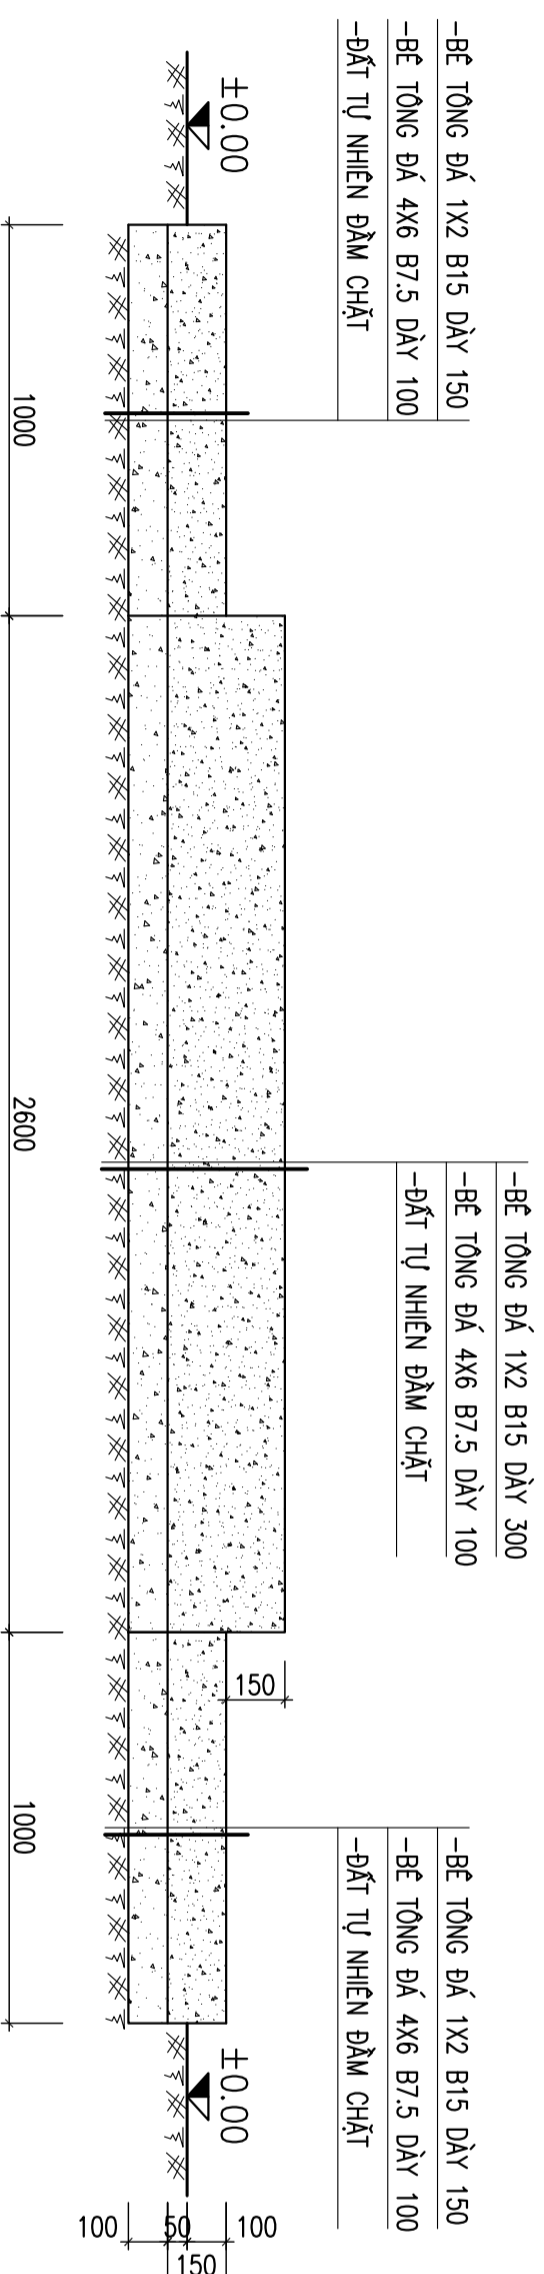 -BÊ TÔNG ĐÁ 1X2 B15 DÀY 150
-BÊ TÔNG ĐÁ 4X6 B7.5 DÀY 100
-ĐẤT TỰ NHIÊN ĐẦM CHẶT
-BÊ TÔNG ĐÁ 1X2 B15 DÀY 300
-BÊ TÔNG ĐÁ 4X6 B7.5 DÀY 100
-ĐẤT TỰ NHIÊN ĐẦM CHẶT
-BÊ TÔNG ĐÁ 1X2 B15 DÀY 150
-BÊ TÔNG ĐÁ 4X6 B7.5 DÀY 100
-ĐẤT TỰ NHIÊN ĐẦM CHẶT
±0.00
150
±0.00
100
50
150
100
1000
2600
1000